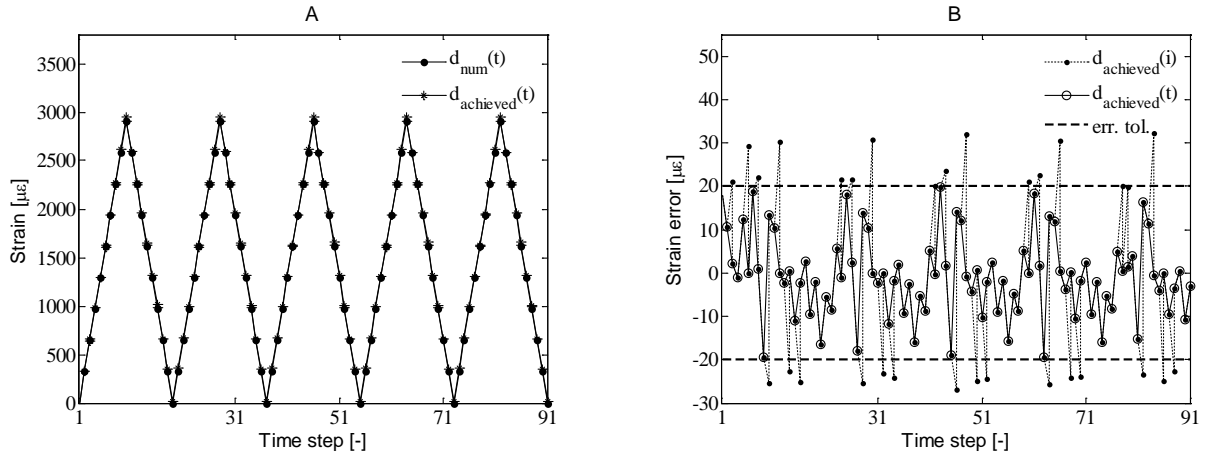 A
3500
3000
2500
2000
1500
1000
500
0
Strain [με]
d_num(t)
d_achieved(t)
1
31
51
71
91
Time step [-]
B
55
50
40
30
20
10
0
-10
-20
-30
Strain error [με]
d_achieved(i)
d_achieved(t)
err. tol.
1
31
51
71
91
Time step [-]